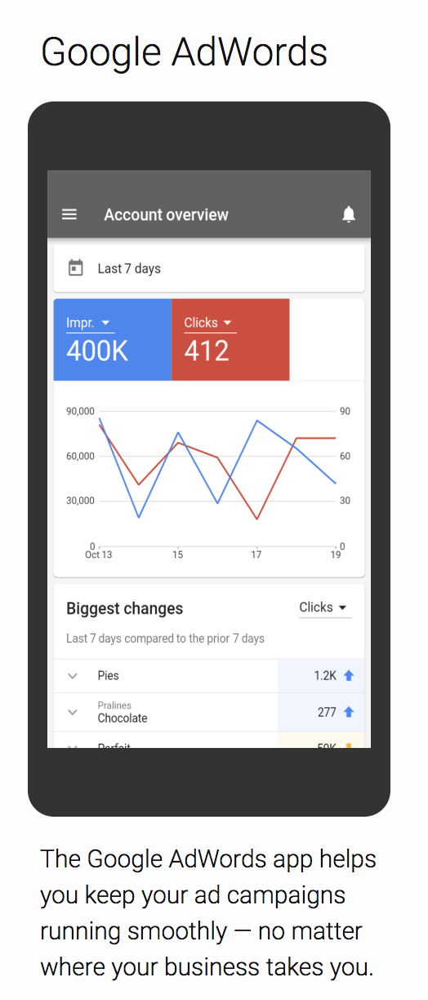 Google AdWords
Account overview
Last 7 days
Impr. Clicks
400K 412
90,000 90
60,000 60
30,000 30
0 0
Oct 13 15 17 19
Biggest changes Clicks
Last 7 days compared to the prior 7 days
Pies 1.2K
Pralines
Chocolate 277
Parfait 50K
The Google AdWords app helps
you keep your ad campaigns
running smoothly — no matter
where your business takes you.